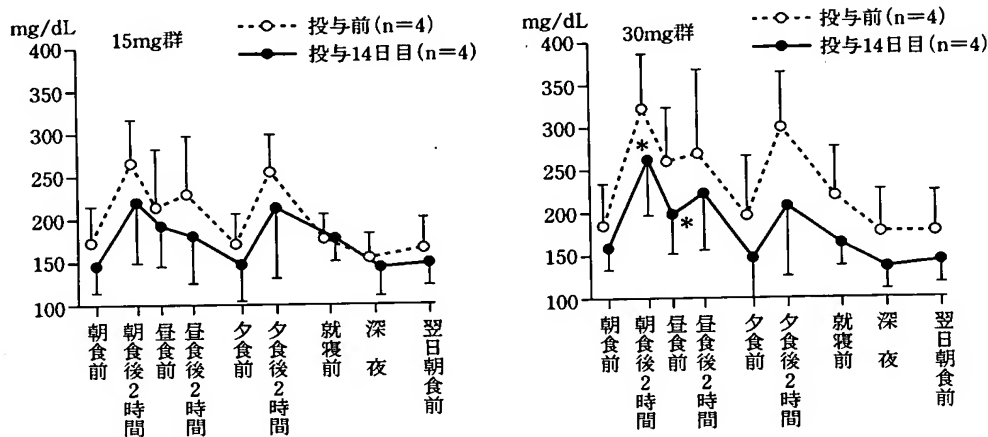 mg/dL
15mg群
投与前(n=4)
投与14日目(n=4)
400
350
300
250
200
150
100
朝食前
朝食後2時間
昼食前
昼食後2時間
夕食前
夕食後2時間
就寝前
深夜
翌日朝食前
mg/dL
30mg群
投与前(n=4)
投与14日目(n=4)
400
350
300
250
200
150
100
*
*
朝食前
朝食後2時間
昼食前
昼食後2時間
夕食前
夕食後2時間
就寝前
深夜
翌日朝食前